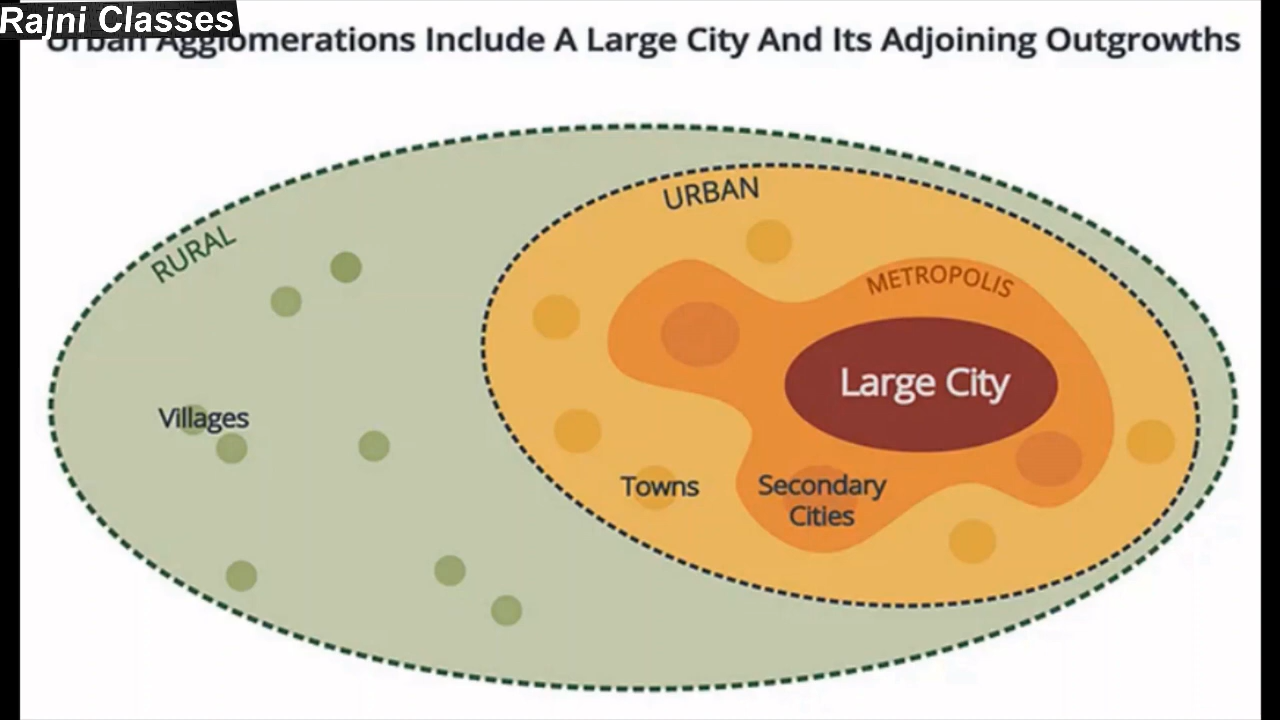 Rajni Classes
Urban Agglomerations Include A Large City And Its Adjoining Outgrowths
URBAN
RURAL
METROPOLIS
Large City
Villages
Towns
Secondary
Cities